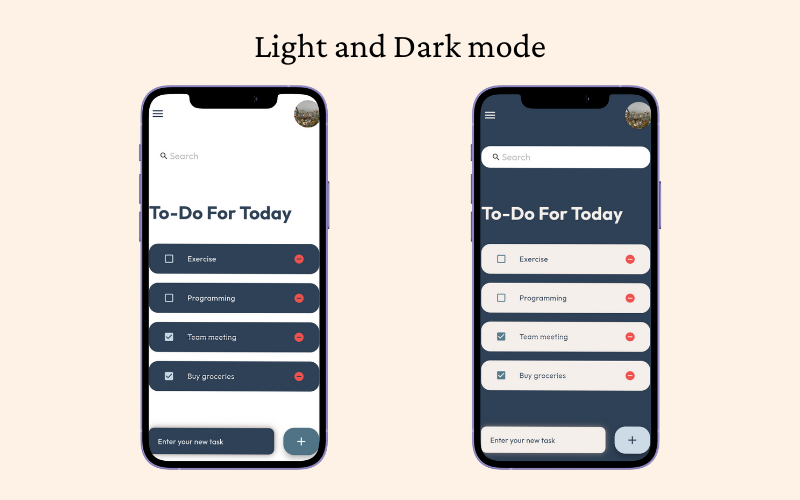 Light and Dark mode
Search
To-Do For Today
Exercise
Programming
Team meeting
Buy groceries
Enter your new task
+
Search
To-Do For Today
Exercise
Programming
Team meeting
Buy groceries
Enter your new task
+